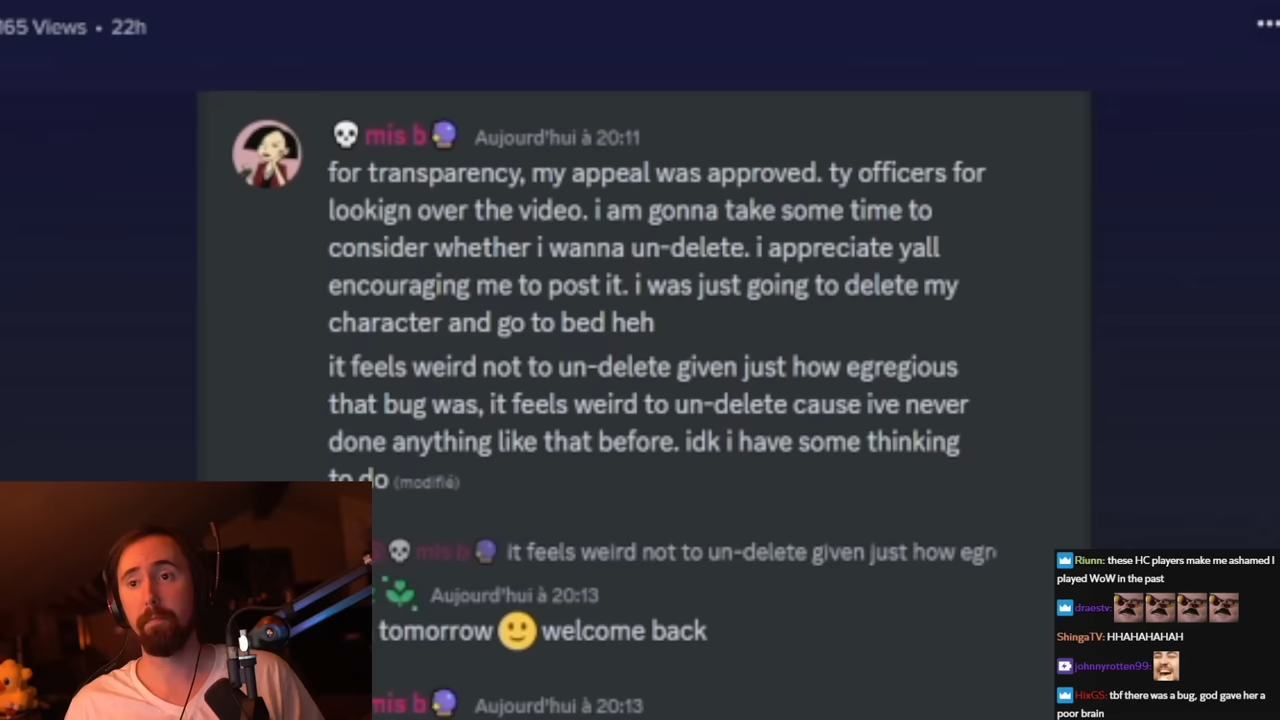 165 Views • 22h
mis b Aujourd'hui à 20:11
for transparency, my appeal was approved. ty officers for
lookign over the video. i am gonna take some time to
consider whether i wanna un-delete. i appreciate yall
encouraging me to post it. i was just going to delete my
character and go to bed heh
it feels weird not to un-delete given just how egregious
that bug was, it feels weird to un-delete cause ive never
done anything like that before. idk i have some thinking
to do (modifié)
mis b it feels weird not to un-delete given just how egr
Aujourd'hui à 20:13
tomorrow 🙂 welcome back
mis b Aujourd'hui à 20:13
Riunn: these HC players make me ashamed I
played WoW in the past
draestv:
ShingaTV: HHAHAHAHAH
johnnyrotten99:
HixGS: tbf there was a bug, god gave her a
poor brain